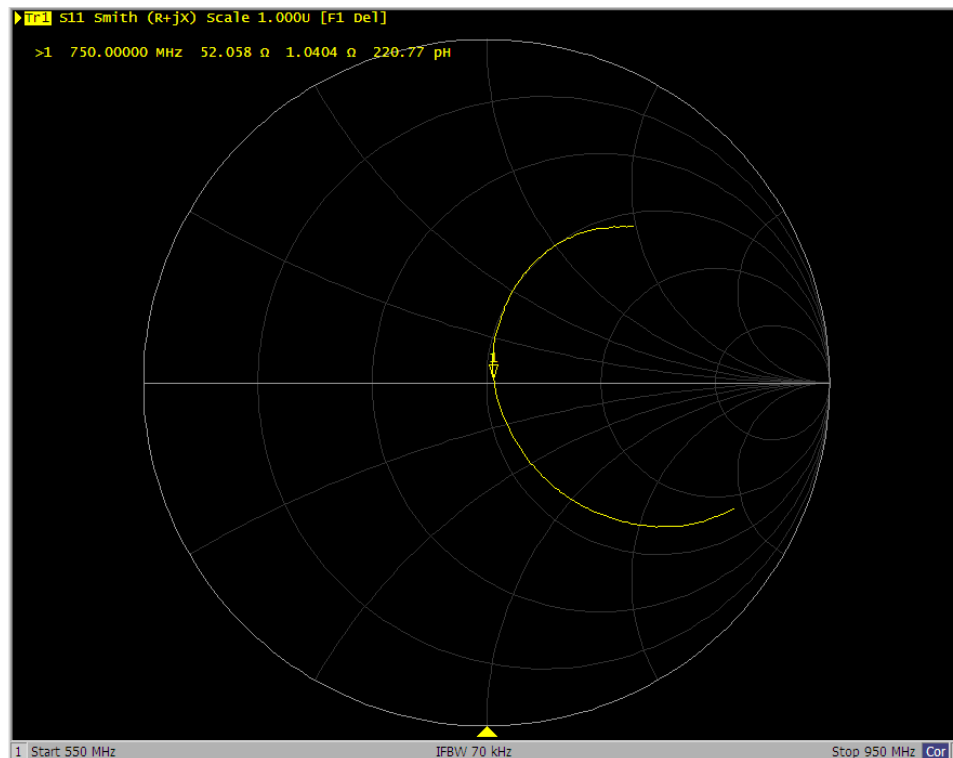 Tr1 S11 Smith (R+jX) Scale 1.000U [F1 Del]
>1 750.00000 MHz 52.058 Ω 1.0404 Ω 220.77 pH
1
1 Start 550 MHz IFBW 70 kHz Stop 950 MHz Cor